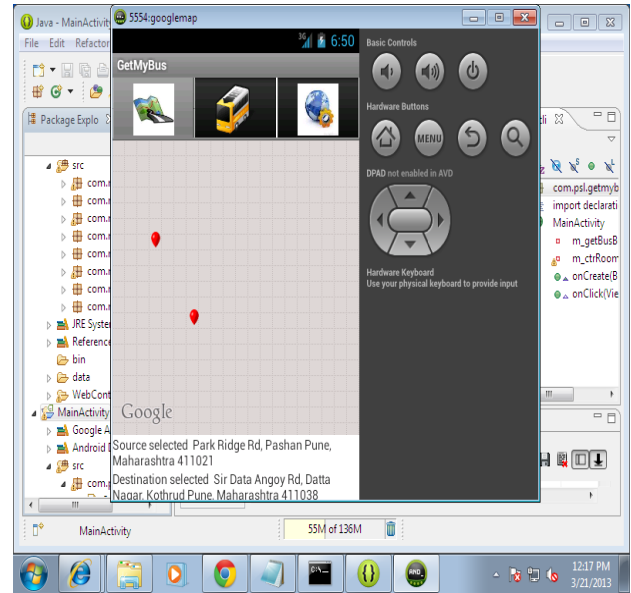 Java - MainActivity
5554:googlemap
File Edit Refactor
3G 6:50
GetMyBus
Basic Controls
Hardware Buttons
MENU
DPAD not enabled in AVD
Hardware Keyboard
Use your physical keyboard to provide input
Package Explo
src
com.r
com.r
com.r
com.r
com.r
com.r
com.r
com.r
JRE Syste
Reference
bin
data
WebCont
MainActivity
Google A
Android D
src
com.p
com.psl.getmyb
import declarati
MainActivity
m_getBusB
m_ctrRoom
onCreate(B
onClick(Vie
Google
Source selected Park Ridge Rd, Pashan Pune,
Maharashtra 411021
Destination selected Sir Data Angoy Rd, Datta
Nagar, Kothrud Pune, Maharashtra 411038
MainActivity
55M of 136M
C:\_
AND..
12:17 PM
3/21/2013